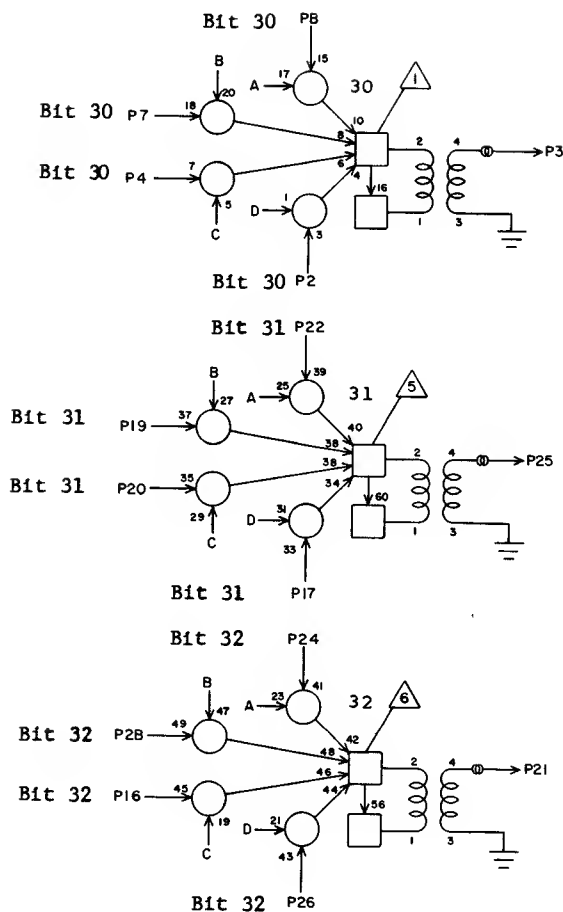 Bit 30 PB
B 15
A 17 30 1
20
Bit 30 P7 18 10
8 2 4 P3
Bit 30 P4 7 6
4
5 D 1 16
C 3 1 3
Bit 30 P2
Bit 31 P22
B 39
A 25 31 5
27
Bit 31 P19 37 40
38 2 4 P25
Bit 31 P20 35 38
34
29 D 31 60
C 33 1 3
Bit 31 P17
Bit 32 P24
B 41
A 23 32 6
47
Bit 32 P2B 49 42
48 2 4 P21
Bit 32 P16 45 46
44
19 D 21 56
C 43 1 3
Bit 32 P26